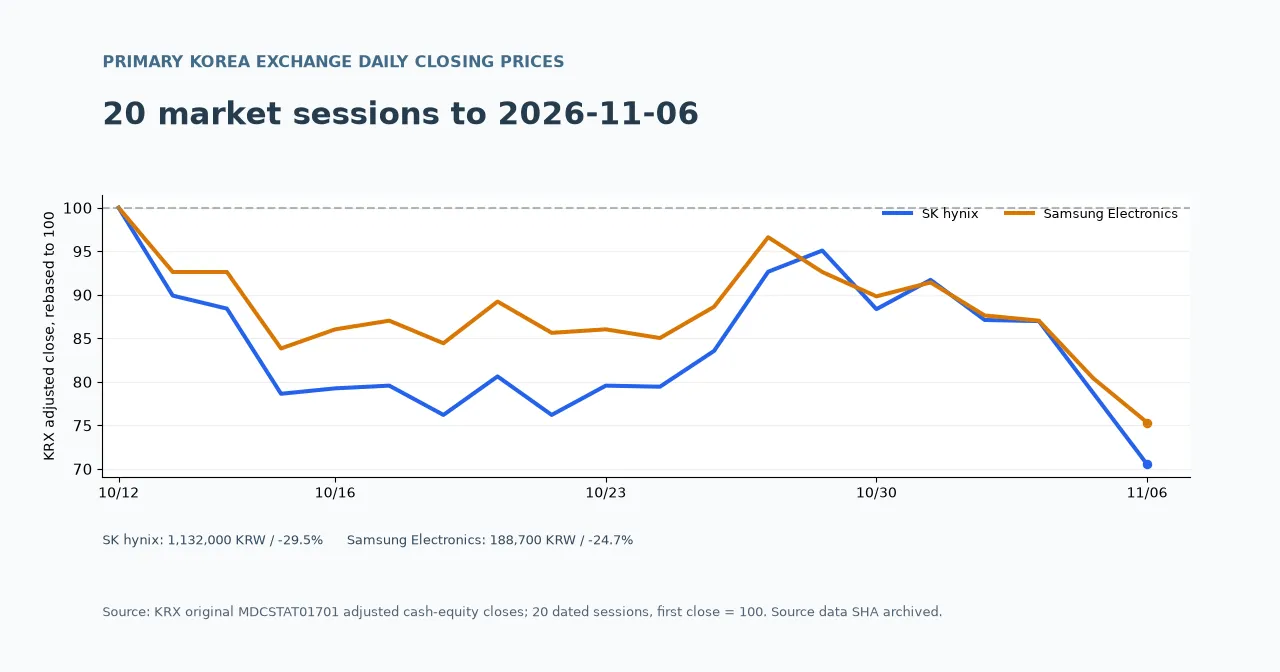 PRIMARY KOREA EXCHANGE DAILY CLOSING PRICES
20 market sessions to 2026-11-06
KRX adjusted close, rebased to 100
SK hynix Samsung Electronics
100
95
90
85
80
75
70
10/12 10/16 10/23 10/30 11/06
SK hynix: 1,132,000 KRW / -29.5% Samsung Electronics: 188,700 KRW / -24.7%
Source: KRX original MDCSTAT01701 adjusted cash-equity closes; 20 dated sessions, first close = 100. Source data SHA archived.